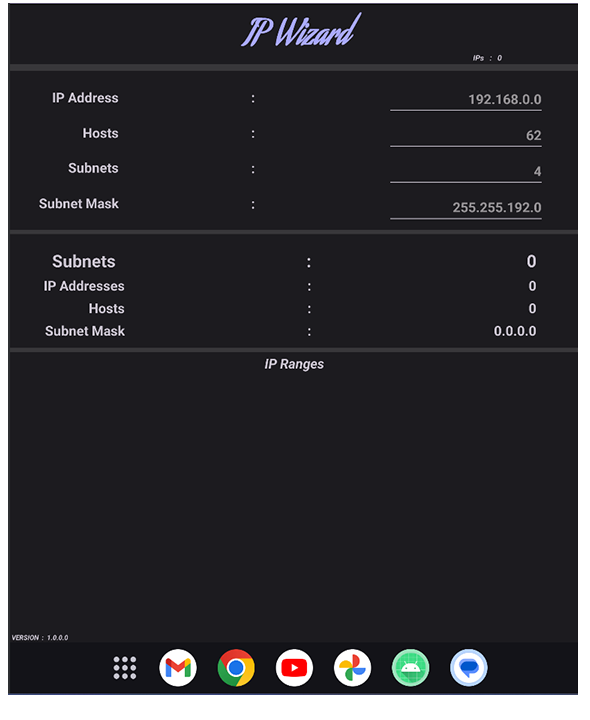 IP Wizard
IPs : 0
IP Address : 192.168.0.0
Hosts : 62
Subnets : 4
Subnet Mask : 255.255.192.0
Subnets : 0
IP Addresses : 0
Hosts : 0
Subnet Mask : 0.0.0.0
IP Ranges
VERSION : 1.0.0.0